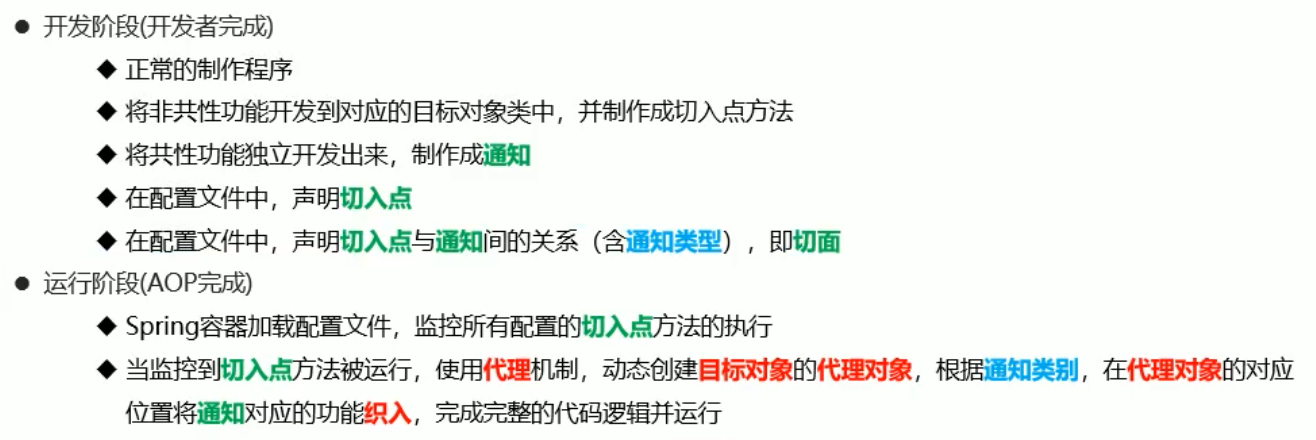 ● 开发阶段(开发者完成)
◆ 正常的制作程序
◆ 将非共性功能开发到对应的目标对象类中，并制作成切入点方法
◆ 将共性功能独立开发出来，制作成通知
◆ 在配置文件中，声明切入点
◆ 在配置文件中，声明切入点与通知间的关系（含通知类型），即切面
● 运行阶段(AOP完成)
◆ Spring容器加载配置文件，监控所有配置的切入点方法的执行
◆ 当监控到切入点方法被运行，使用代理机制，动态创建目标对象的代理对象，根据通知类别，在代理对象的对应
位置将通知对应的功能织入，完成完整的代码逻辑并运行